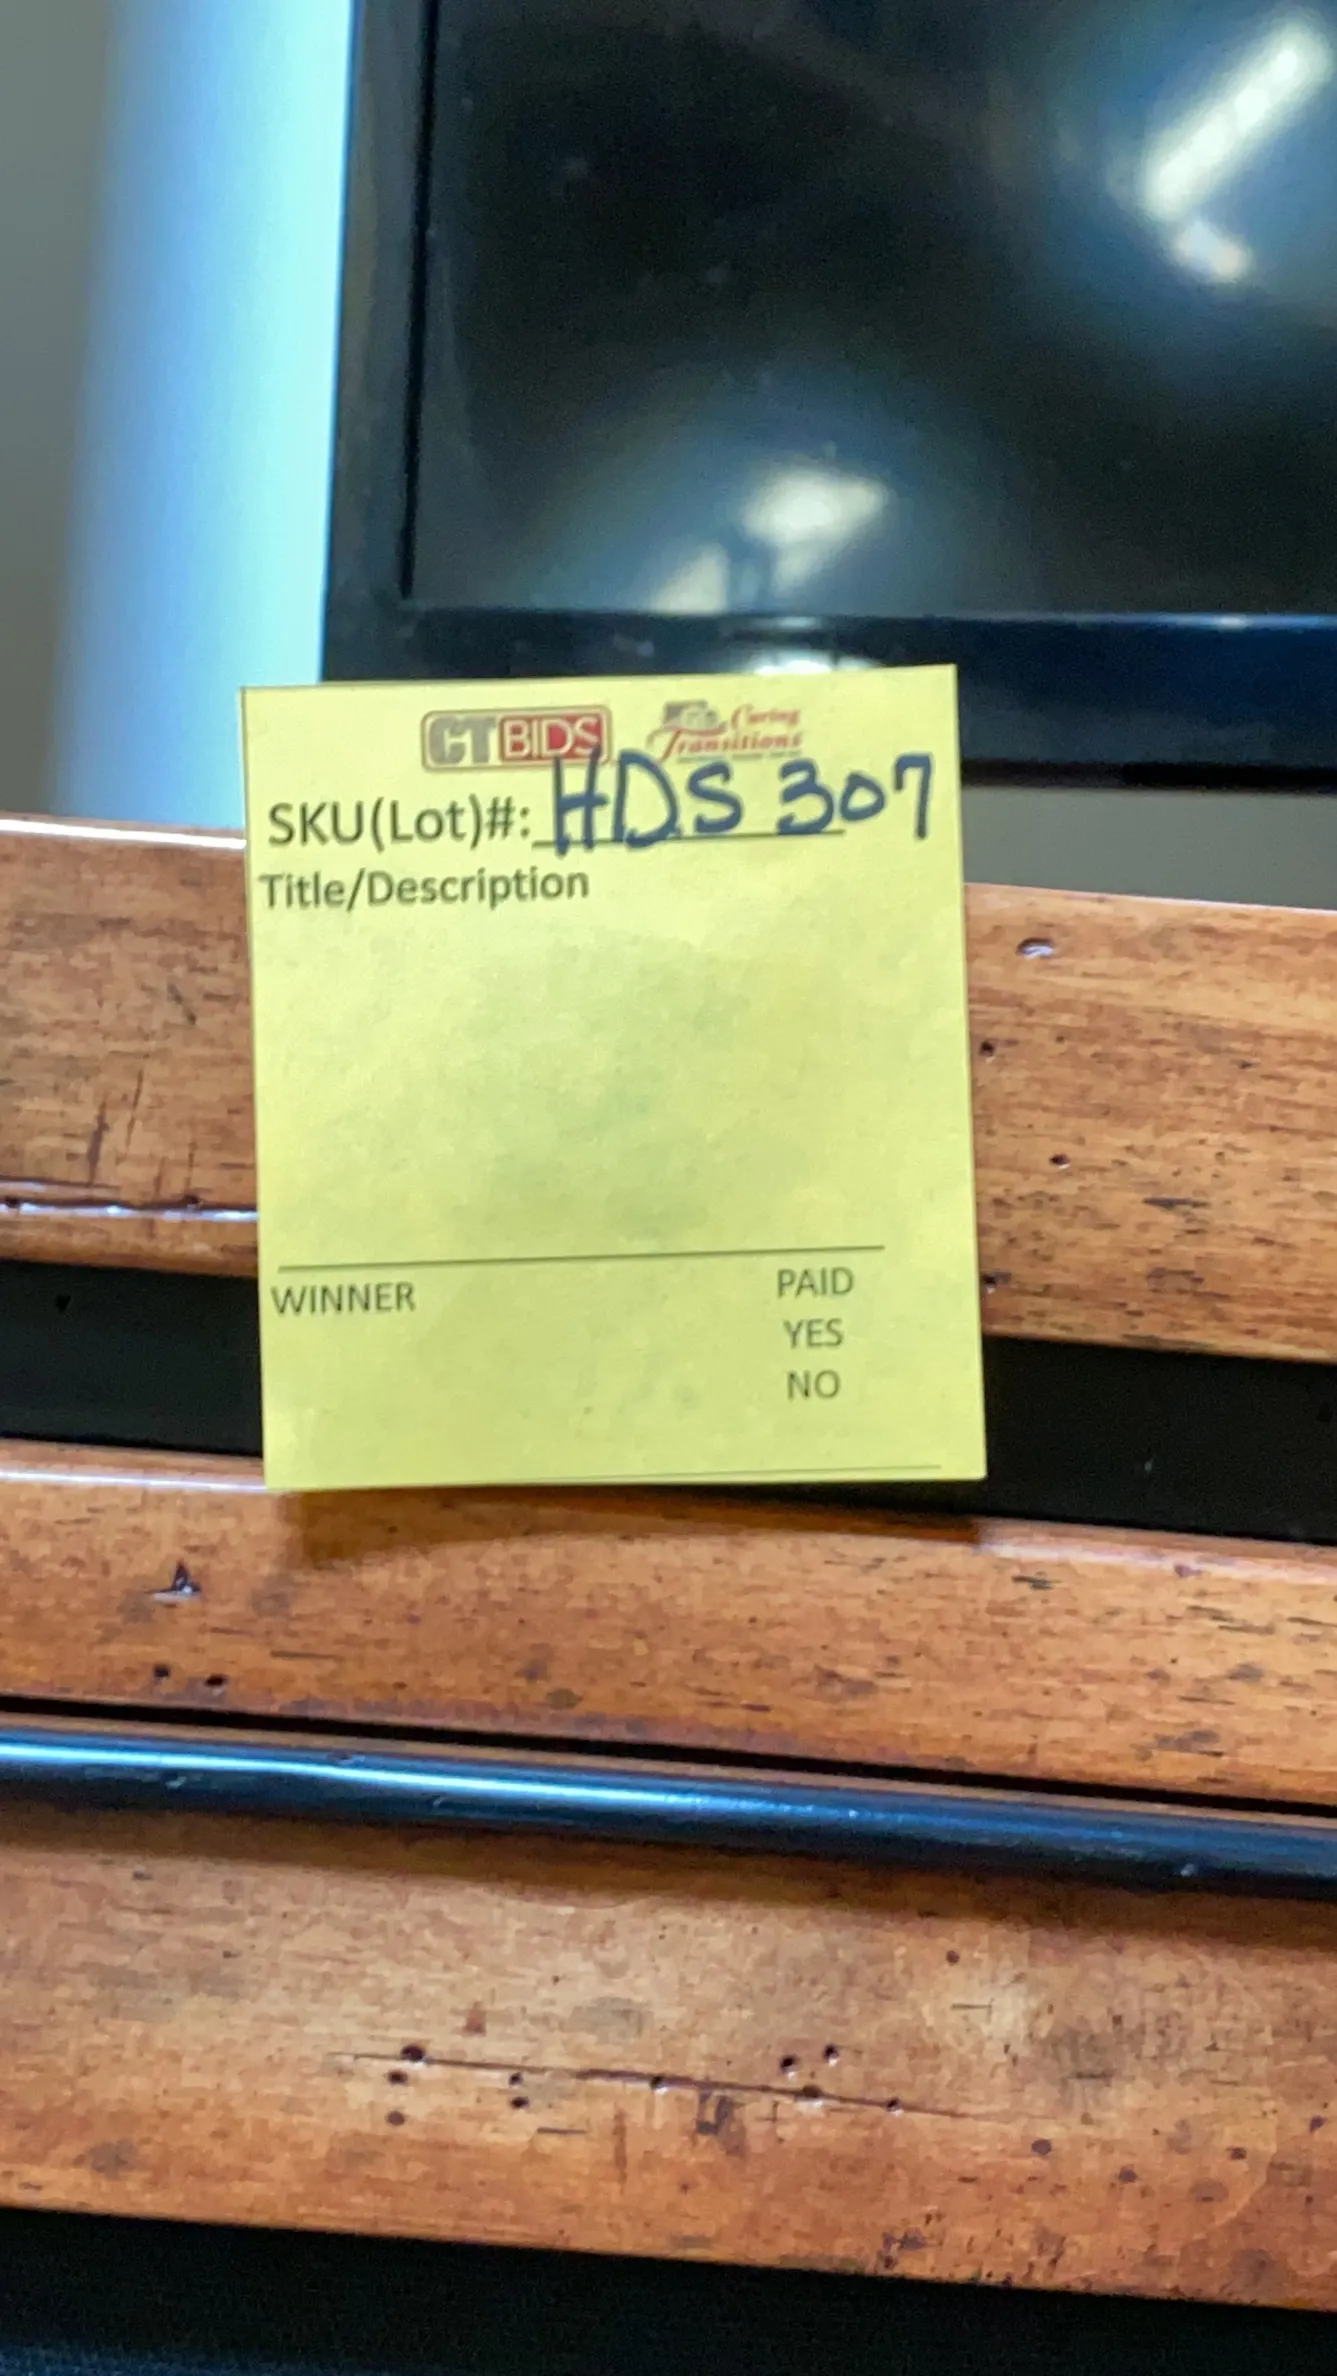 CTBIDS Caring Transitions
SKU(Lot)#: HDS 307
Title/Description
WINNER PAID
YES
NO